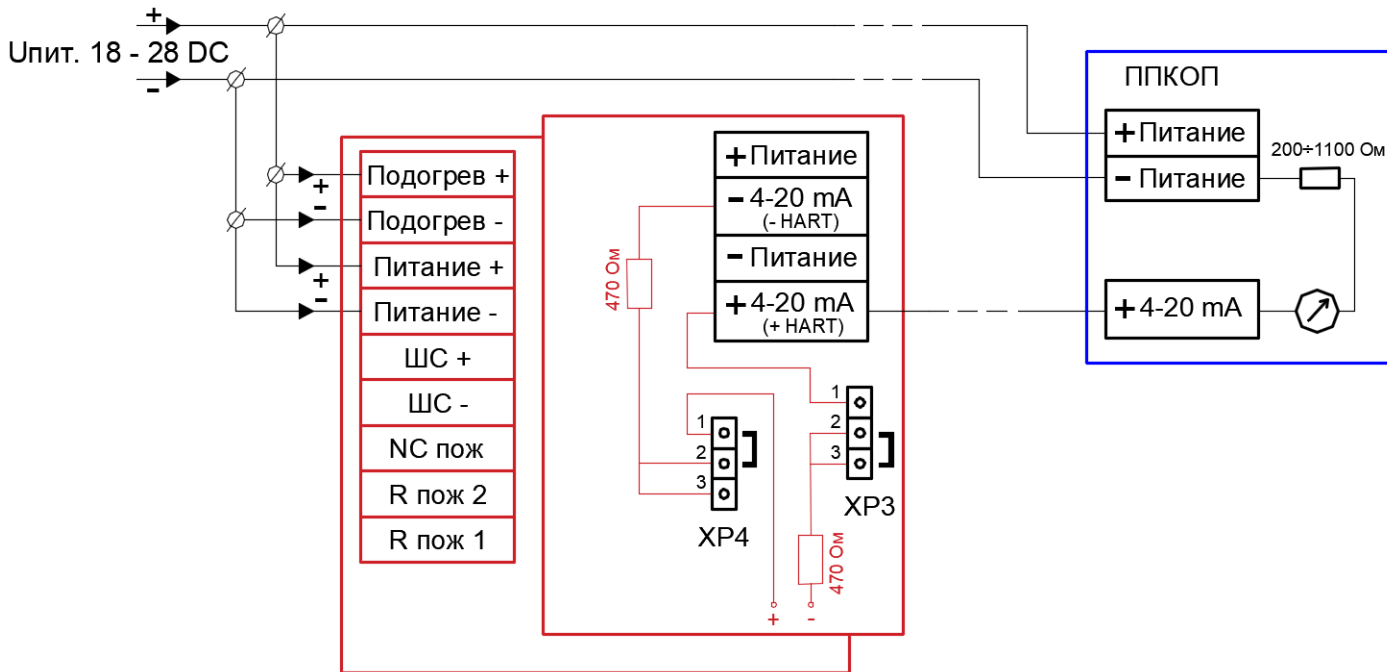 +
Uпит. 18 - 28 DC
-
ППКОП
+ Питание
- Питание
200÷1100 Ом
+ 4-20 mA
+ Питание
- 4-20 mA
(- HART)
- Питание
+ 4-20 mA
(+ HART)
Подогрев +
Подогрев -
Питание +
Питание -
ШС +
ШС -
NC пож
R пож 2
R пож 1
+
-
+
-
470 Ом
1
2
3
XP4
1
2
3
XP3
470 Ом
+
-